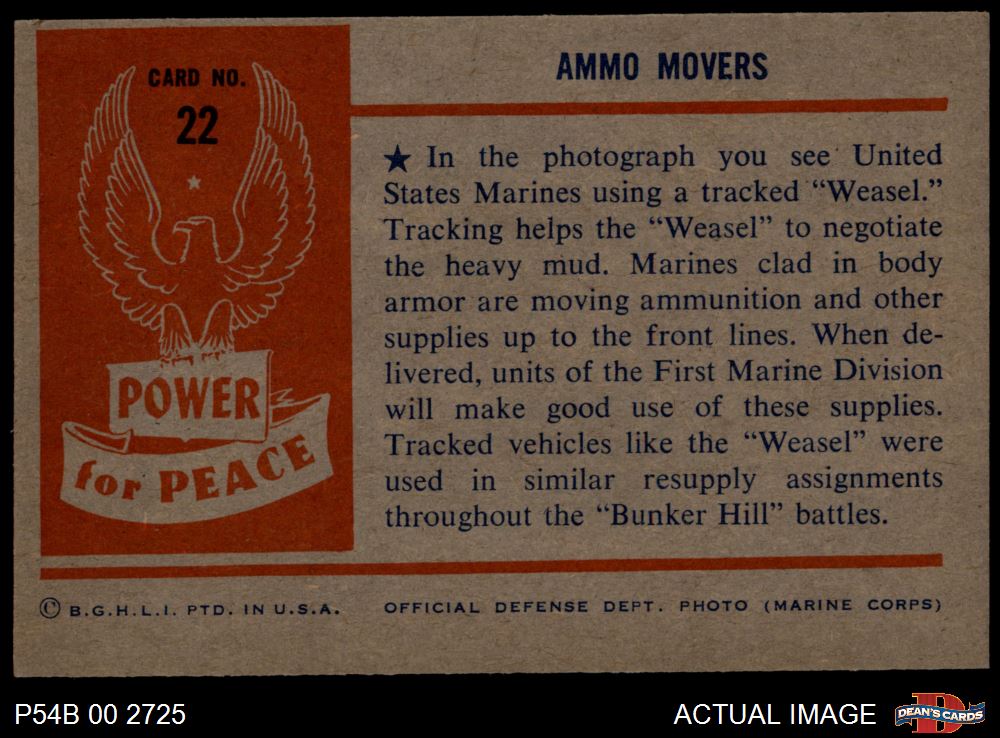 CARD NO.
22
POWER
for PEACE
AMMO MOVERS
★ In the photograph you see United
States Marines using a tracked “Weasel.”
Tracking helps the “Weasel” to negotiate
the heavy mud. Marines clad in body
armor are moving ammunition and other
supplies up to the front lines. When de-
livered, units of the First Marine Division
will make good use of these supplies.
Tracked vehicles like the “Weasel” were
used in similar resupply assignments
throughout the “Bunker Hill” battles.
© B.G.H.L.I. PTD. IN U.S.A.
OFFICIAL DEFENSE DEPT. PHOTO (MARINE CORPS)
P54B 00 2725
ACTUAL IMAGE
DEAN'S CARDS